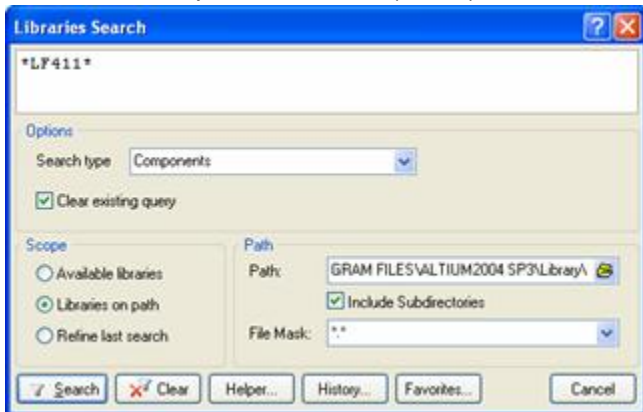 Libraries Search
*LF411*
Options
Search type Components
Clear existing query
Scope
Available libraries
Libraries on path
Refine last search
Path
Path: GRAM FILES\ALTIUM2004 SP3\Library\
Include Subdirectories
File Mask: *.*
Search Clear Helper... History... Favorites... Cancel